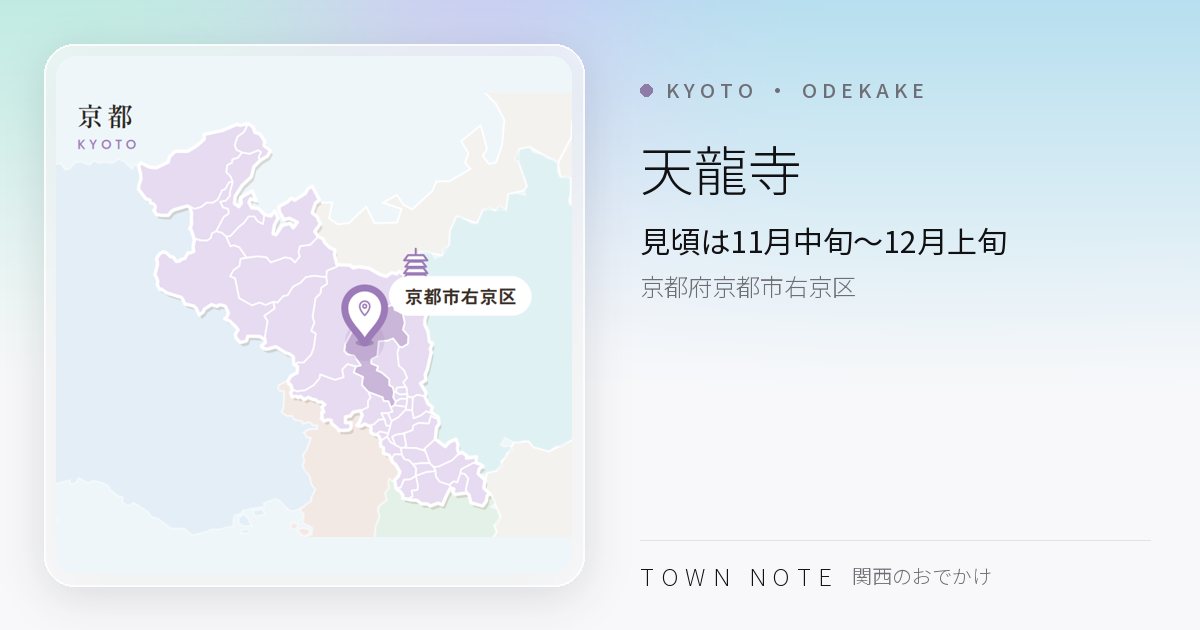 京都
KYOTO
京都市右京区
KYOTO • ODEKAKE
天龍寺
見頃は11月中旬〜12月上旬
京都府京都市右京区
TOWN NOTE 関西のおでかけ